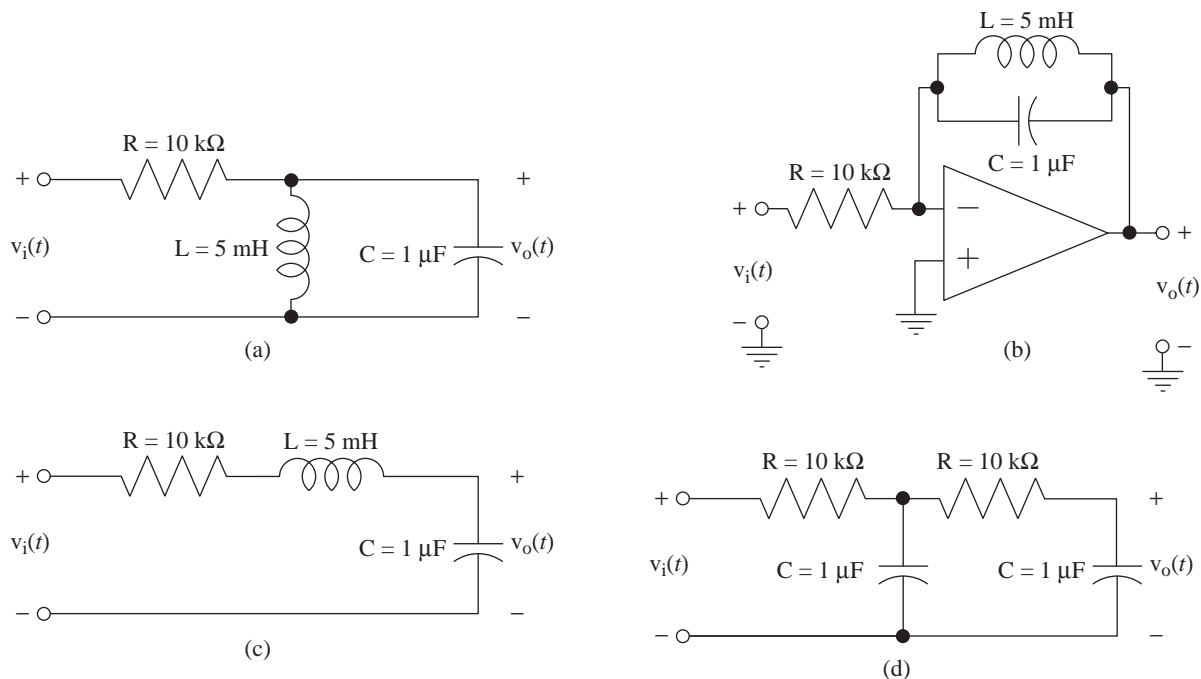 R = 10 kΩ
+
+
vi(t)
L = 5 mH
C = 1 μF
vo(t)
−
−
(a)
L = 5 mH
C = 1 μF
R = 10 kΩ
+
−
+
+
vi(t)
vo(t)
−
−
(b)
R = 10 kΩ
L = 5 mH
+
+
vi(t)
C = 1 μF
vo(t)
−
−
(c)
R = 10 kΩ
R = 10 kΩ
+
+
vi(t)
C = 1 μF
C = 1 μF
vo(t)
−
−
(d)